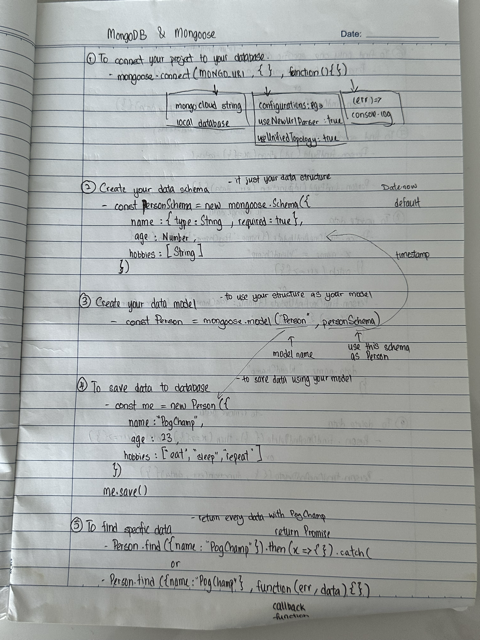 MongoDB & Mongoose
Date:
① To connect your projet to your database.
- mongoose.connect(MONGO_URI, { }, function(){})
mongo cloud string
local database
configurations: eg
useNewUrlParser : true
useUnifiedTopology : true
(err)=>
console.log
② Create your data schema - it just your data structure
Date.now
default
- const personSchema = new mongoose.Schema({
name : { type : String , required : true },
age : Number,
hobbies : [ String ]
})
timestamp
③ Create your data model - to use your structure as your model
- const Person = mongoose.model ("Person" , personSchema)
model name
use this schema
as Person
④ To save data to database - to save data using your model
- const me = new Person({
name : "PogChamp",
age : 23,
hobbies : ["eat", "sleep", "repeat"]
})
me.save()
⑤ To find specific data - return every data with PogChamp
return Promise
- Person.find({name : "PogChamp"}).then(x => { }).catch(
or
- Person.find ({name: "PogChamp"} , function(err, data) { })
callback
function